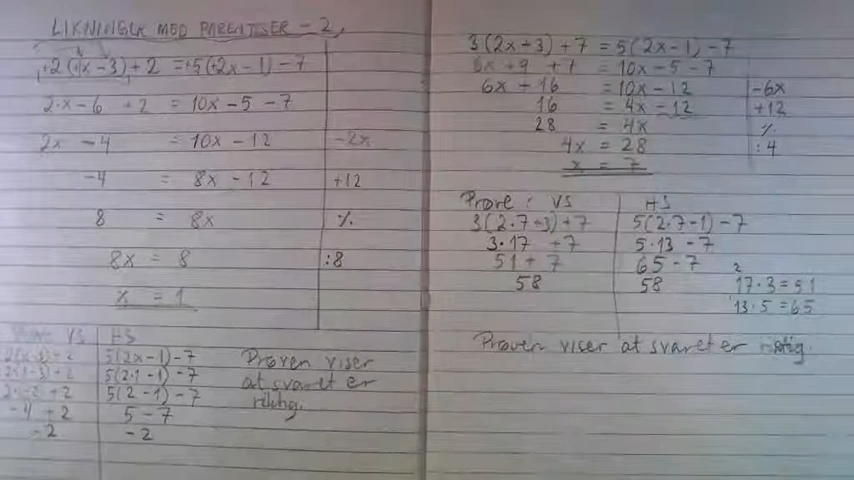 LIKNINGER MED PARENTESER - 2
+2(+1x-3)+2 = +5(+2x-1)-7
2·x-6 +2 = 10x-5-7
2x -4 = 10x-12 -2x
-4 = 8x-12 +12
8 = 8x %
8x = 8 :8
x = 1
VS HS
5(2x-1)-7
5(2·1-1)-7
+2 5(2-1)-7
-4+2 5-7
-2 -2
Prøven viser
at svaret er
riktig.
3(2x+3)+7 = 5(2x-1)-7
6x+9 +7 = 10x-5-7
6x+16 = 10x-12 -6x
16 = 4x-12 +12
28 = 4x %
4x = 28 :4
x = 7
Prøve: VS HS
3(2·7+3)+7 5(2·7-1)-7
3·17 +7 5·13 -7
51+7 65-7 2
58 58 17·3=51
13·5=65
Prøven viser at svaret er riktig.